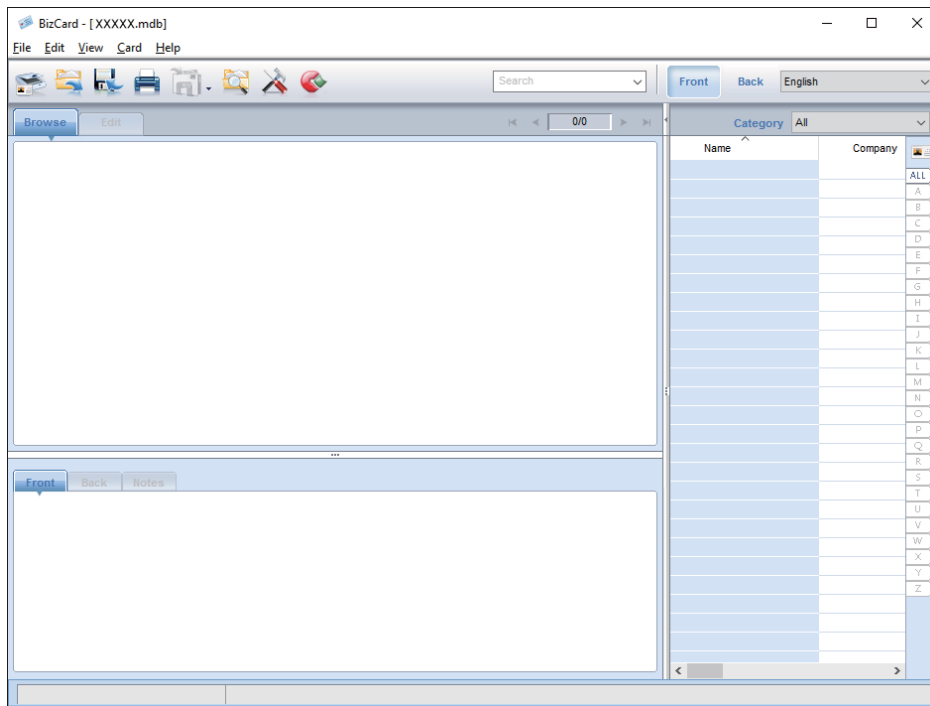 BizCard - [ XXXXX.mdb]
File Edit View Card Help
Search
Front Back English
Browse Edit 0/0
Category All
Name Company
ALL
A
B
C
D
E
F
G
H
I
J
K
L
M
N
O
P
Q
R
S
T
U
V
W
X
Y
Z
Front Back Notes